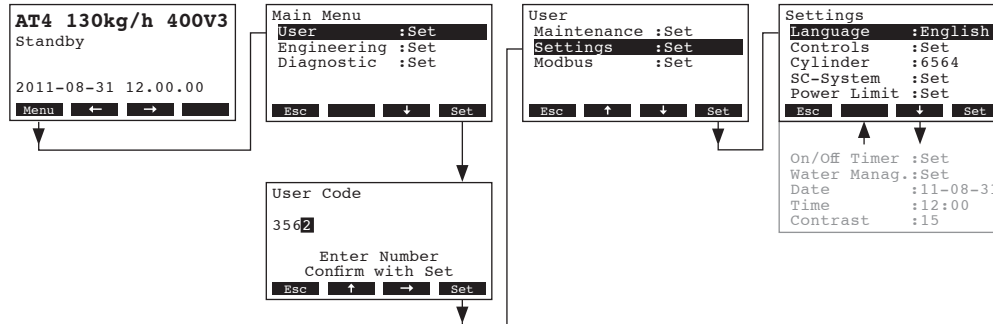 AT4 130kg/h 400V3
Standby
2011-08-31 12.00.00
Menu ← →
Main Menu
User :Set
Engineering :Set
Diagnostic :Set
Esc ↓ Set
User Code
3562
Enter Number
Confirm with Set
Esc ↑ → Set
User
Maintenance :Set
Settings :Set
Modbus :Set
Esc ↑ ↓ Set
Settings
Language :English
Controls :Set
Cylinder :6564
SC-System :Set
Power Limit :Set
Esc ↓ Set
On/Off Timer :Set
Water Manag.:Set
Date :11-08-31
Time :12:00
Contrast :15